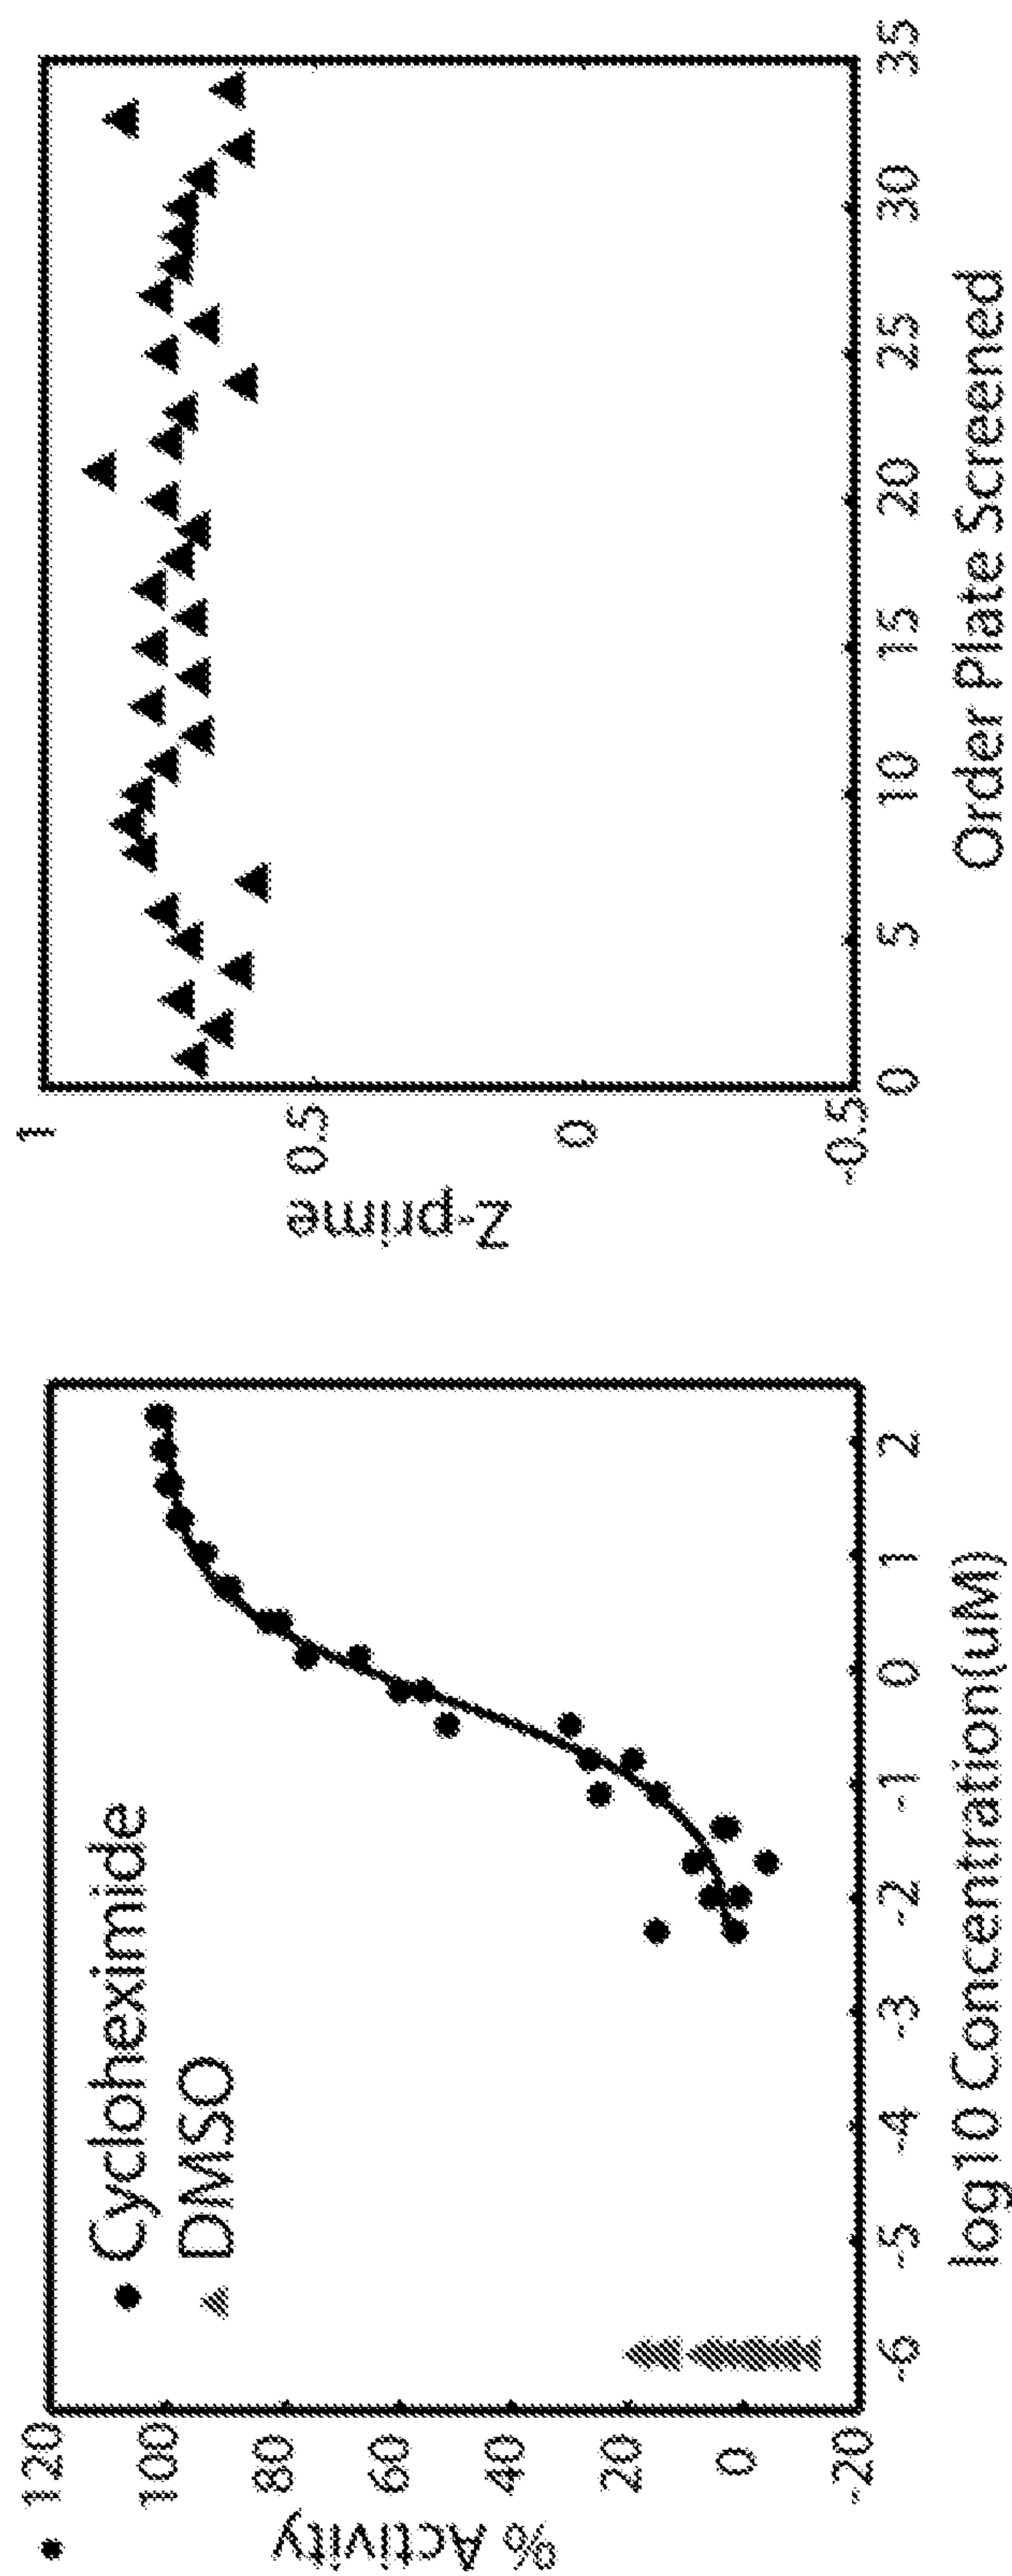 120
100
80
60
40
20
0
-20
% Activity
Cycloheximide
DMSO
-6 -5 -4 -3 -2 -1 0 1 2
log10 Concentration(uM)
1
0.5
0
-0.5
Z-prime
0 5 10 15 20 25 30 35
Order Plate Screened